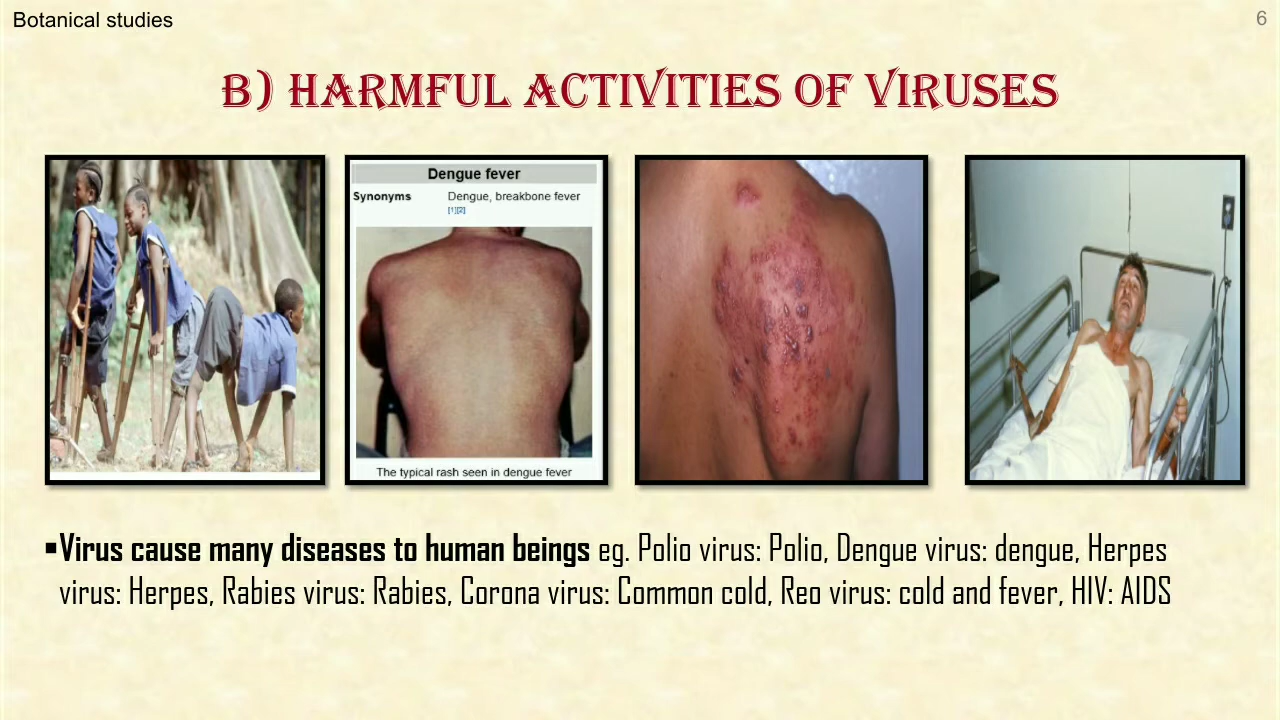 Botanical studies
6
B) HARMFUL ACTIVITIES OF VIRUSES
Dengue fever
Synonyms Dengue, breakbone fever
[1][2]
The typical rash seen in dengue fever
▪Virus cause many diseases to human beings eg. Polio virus: Polio, Dengue virus: dengue, Herpes
virus: Herpes, Rabies virus: Rabies, Corona virus: Common cold, Reo virus: cold and fever, HIV: AIDS